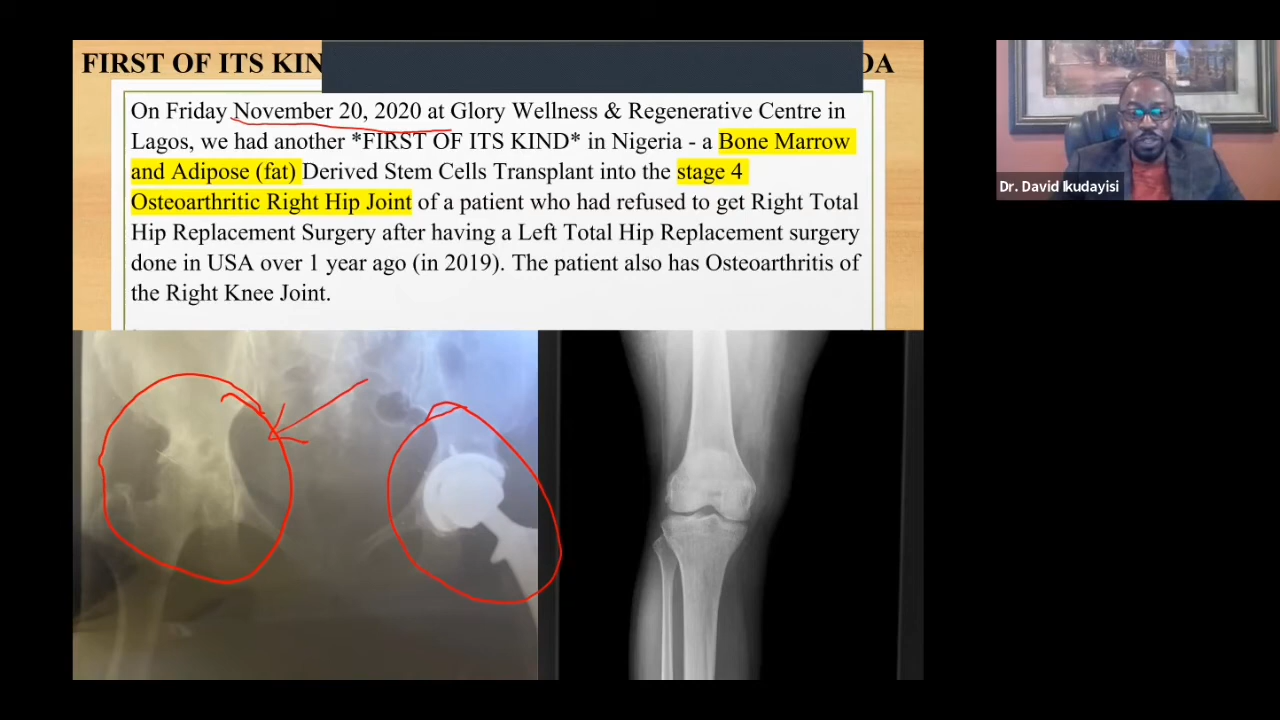 FIRST OF ITS
On Friday November 20, 2020 at Glory Wellness & Regenerative Centre in
Lagos, we had another *FIRST OF ITS KIND* in Nigeria - a Bone Marrow
and Adipose (fat) Derived Stem Cells Transplant into the stage 4
Osteoarthritic Right Hip Joint of a patient who had refused to get Right Total
Hip Replacement Surgery after having a Left Total Hip Replacement surgery
done in USA over 1 year ago (in 2019). The patient also has Osteoarthritis of
the Right Knee Joint.
Dr. David Ikudayisi